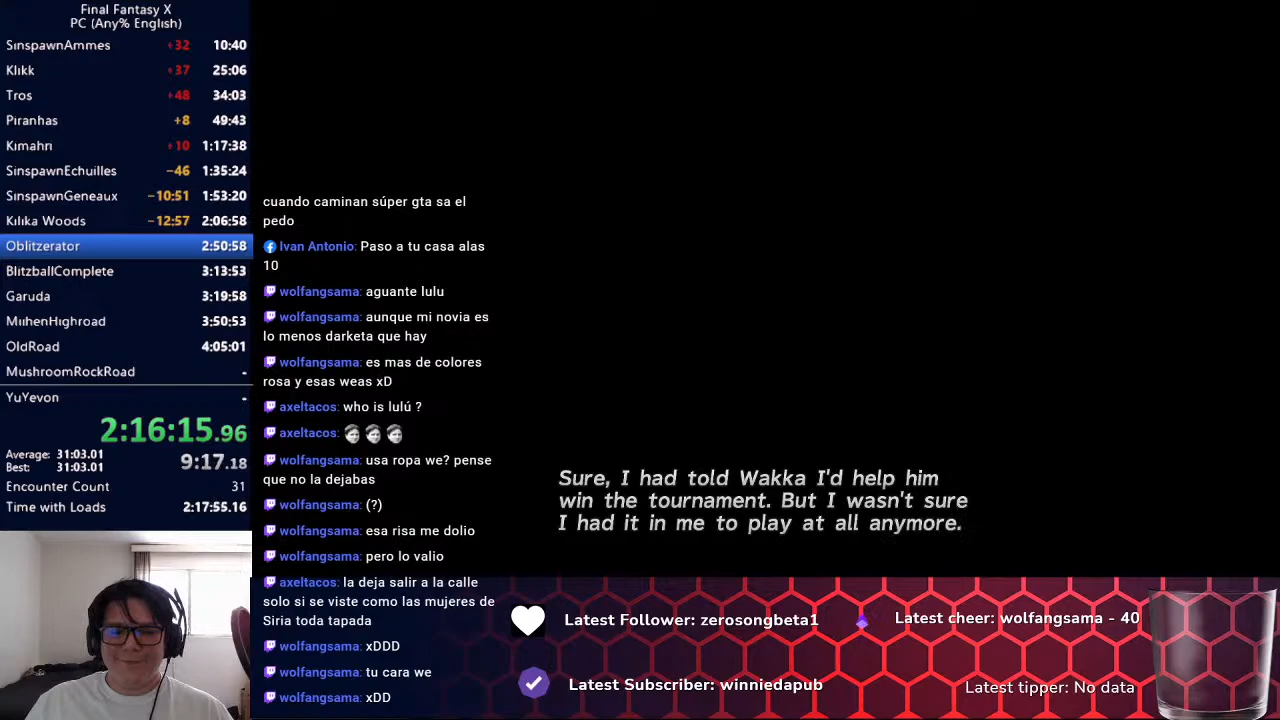 Final Fantasy X
PC (Any% English)
SinspawnAmmes +32 10:40
Klikk +37 25:06
Tros +48 34:03
Piranhas +8 49:43
Kimahri +10 1:17:38
SinspawnEchuilles −46 1:35:24
SinspawnGeneaux −10:51 1:53:20
Kilika Woods −12:57 2:06:58
Oblitzerator 2:50:58
BlitzballComplete 3:13:53
Garuda 3:19:58
MiihenHighroad 3:50:53
OldRoad 4:05:01
MushroomRockRoad -
YuYevon -
2:16:15.96
Average: 31:03.01
Best: 31:03.01
9:17.18
Encounter Count 31
Time with Loads 2:17:55.16
cuando caminan súper gta sa el
pedo
Ivan Antonio: Paso a tu casa alas
10
wolfangsama: aguante lulu
wolfangsama: aunque mi novia es
lo menos darketa que hay
wolfangsama: es mas de colores
rosa y esas weas xD
axeltacos: who is lulú ?
axeltacos:
wolfangsama: usa ropa we? pense
que no la dejabas
wolfangsama: (?)
wolfangsama: esa risa me dolio
wolfangsama: pero lo valio
axeltacos: la deja salir a la calle
solo si se viste como las mujeres de
Siria toda tapada
wolfangsama: xDDD
wolfangsama: tu cara we
wolfangsama: xDD
Sure, I had told Wakka I'd help him
win the tournament. But I wasn't sure
I had it in me to play at all anymore.
Latest Follower: zerosongbeta1
Latest cheer: wolfangsama - 40
Latest Subscriber: winniedapub
Latest tipper: No data